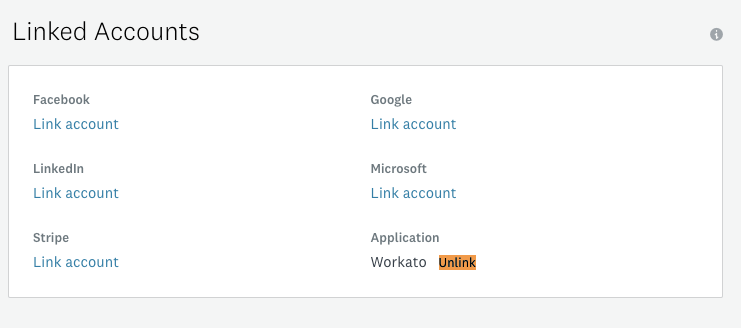 Linked Accounts
Facebook
Link account
Google
Link account
LinkedIn
Link account
Microsoft
Link account
Stripe
Link account
Application
Workato Unlink